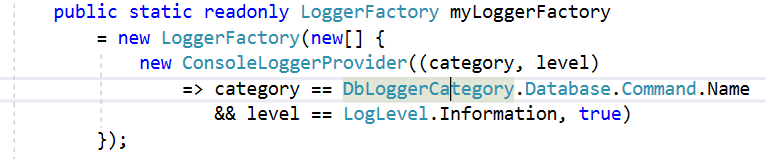 public static readonly LoggerFactory myLoggerFactory
= new LoggerFactory(new[] {
new ConsoleLoggerProvider((category, level)
=> category == DbLoggerCategory.Database.Command.Name
&& level == LogLevel.Information, true)
});